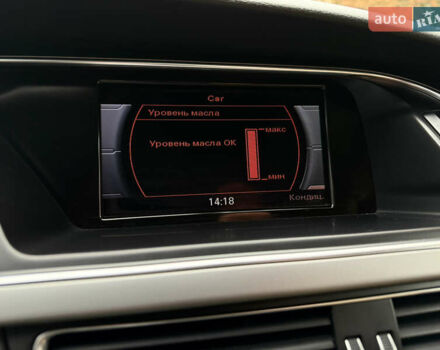 auto RIA
Car
Уровень масла
макс
Уровень масла OK
мин
14:18
Кондиц.